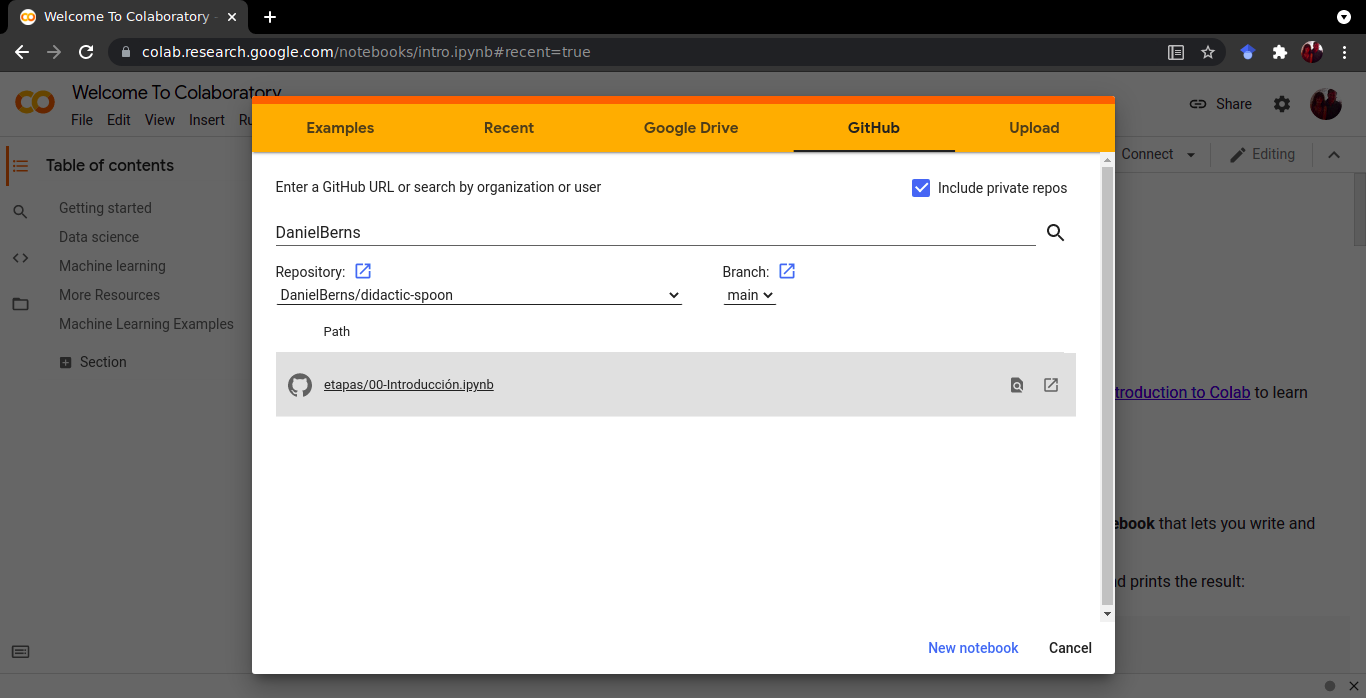 Welcome To Colaboratory -
colab.research.google.com/notebooks/intro.ipynb#recent=true
Welcome To Colaboratory
File Edit View Insert Ru
Share
Connect
Editing
Table of contents
Getting started
Data science
Machine learning
More Resources
Machine Learning Examples
Section
Examples Recent Google Drive GitHub Upload
Enter a GitHub URL or search by organization or user
Include private repos
DanielBerns
Repository: Branch:
DanielBerns/didactic-spoon main
Path
etapas/00-Introducción.ipynb
troduction to Colab to learn
ebook that lets you write and
d prints the result:
New notebook Cancel